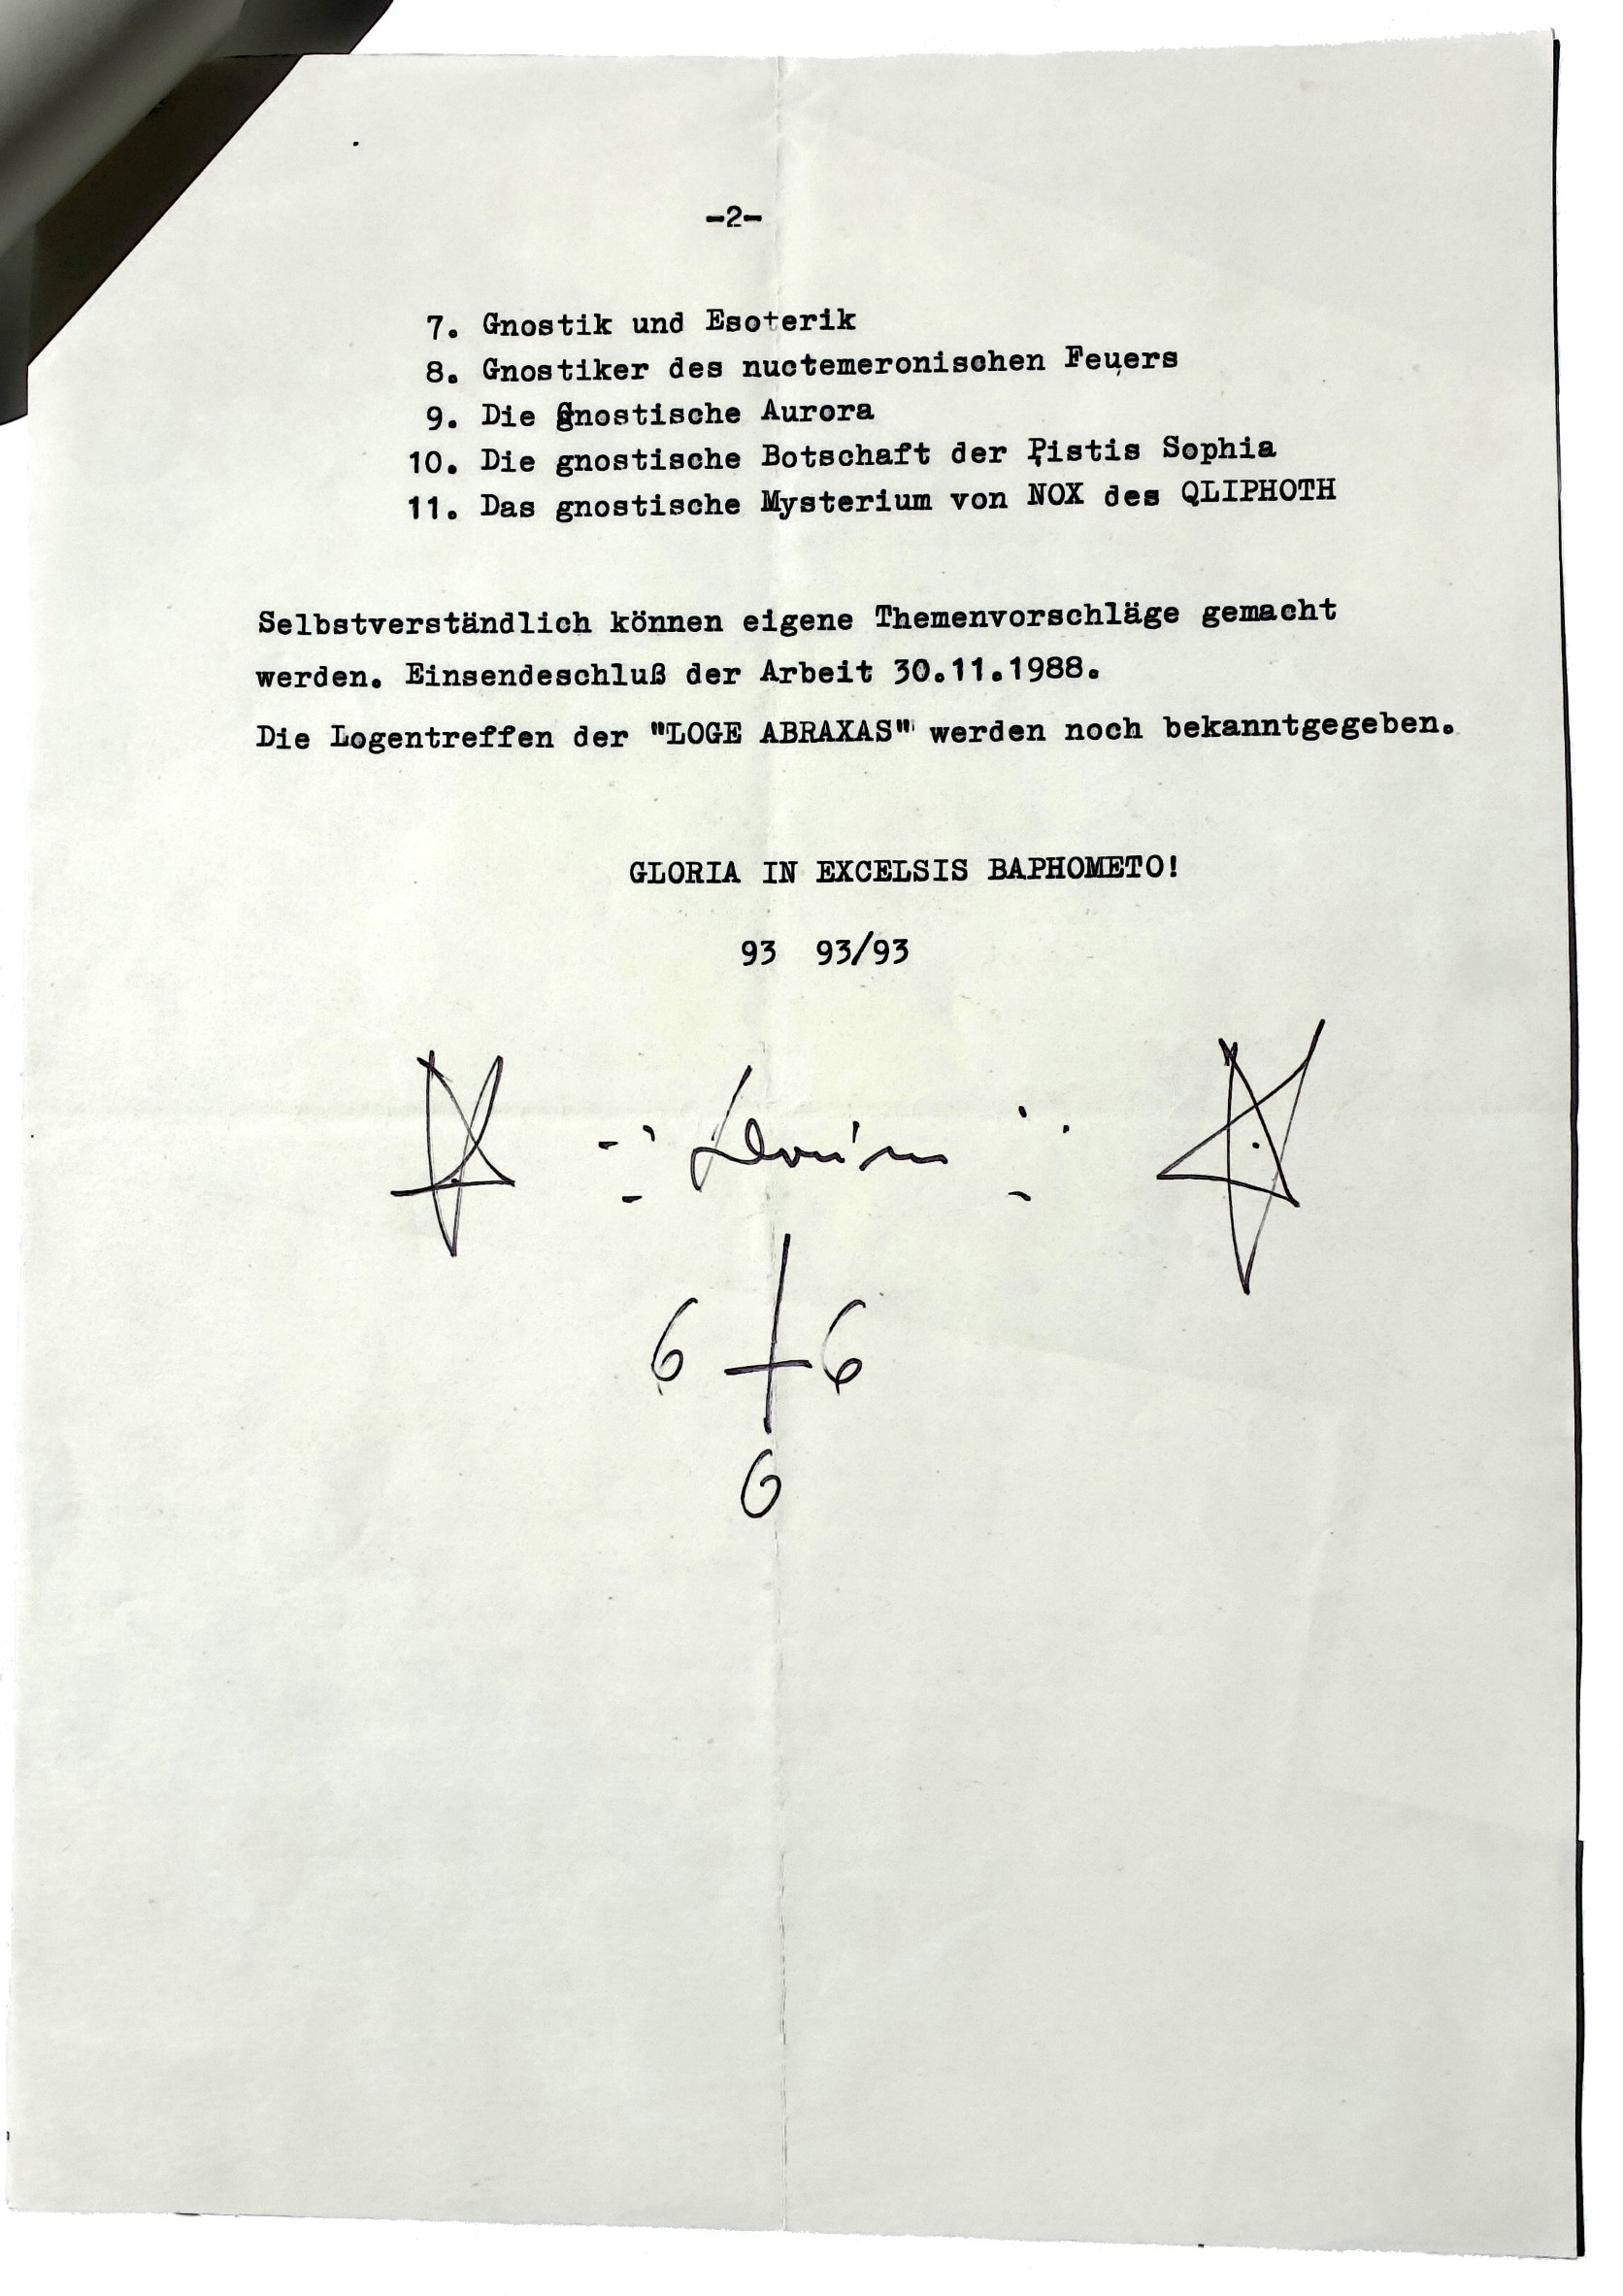 -2-
7. Gnostik und Esoterik
8. Gnostiker des nuctemeronischen Feuers
9. Die Gnostische Aurora
10. Die gnostische Botschaft der Pistis Sophia
11. Das gnostische Mysterium von NOX des QLIPHOTH
Selbstverständlich können eigene Themenvorschläge gemacht
werden. Einsendeschluß der Arbeit 30.11.1988.
Die Logentreffen der "LOGE ABRAXAS" werden noch bekanntgegeben.
GLORIA IN EXCELSIS BAPHOMETO!
93 93/93
6 6
6